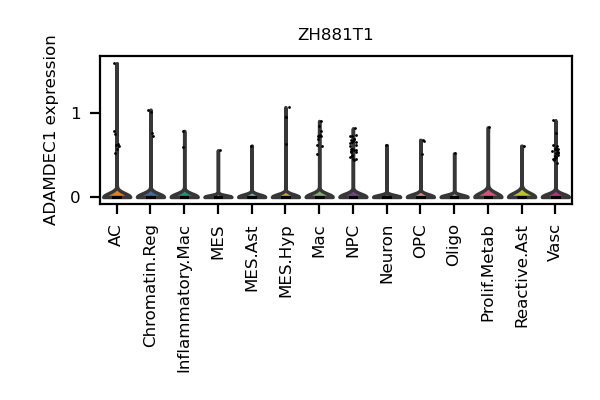 ZH881T1
ADAMDEC1 expression
1
0
AC
Chromatin.Reg
Inflammatory.Mac
MES
MES.Ast
MES.Hyp
Mac
NPC
Neuron
OPC
Oligo
Prolif.Metab
Reactive.Ast
Vasc